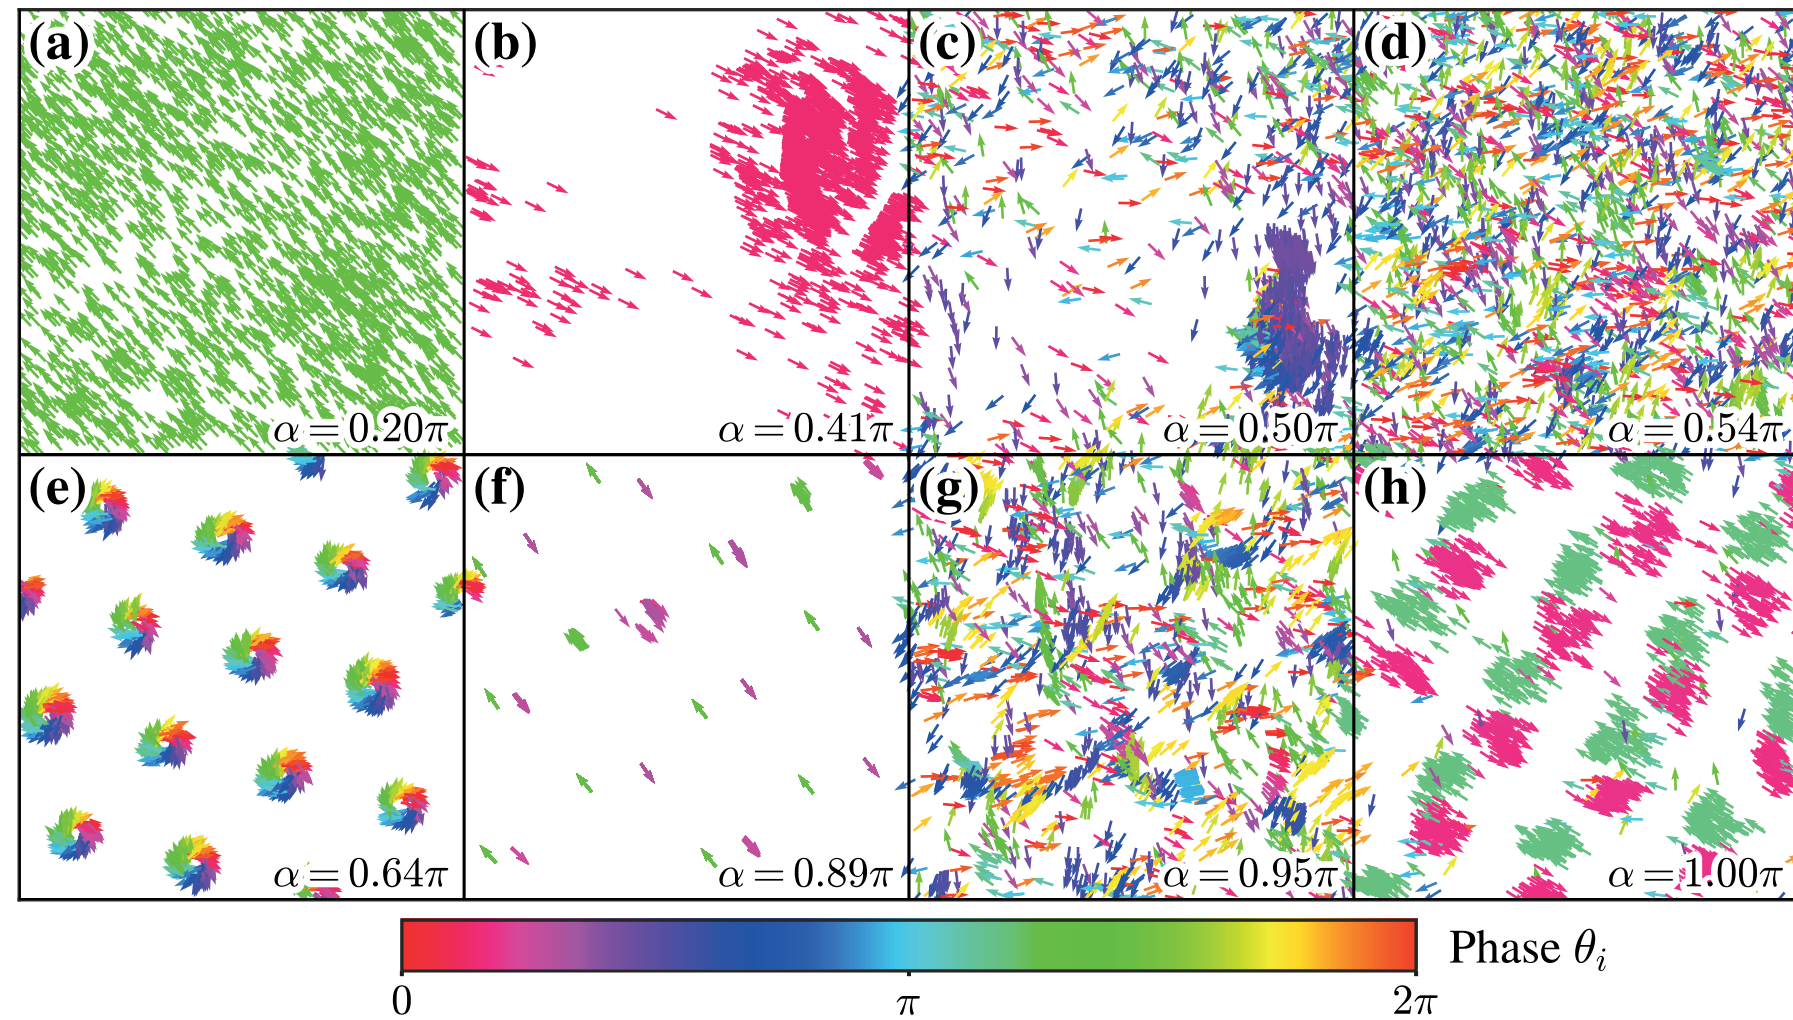 (a) (b) (c) (d)
α = 0.20π α = 0.41π α = 0.50π α = 0.54π
(e) (f) (g) (h)
α = 0.64π α = 0.89π α = 0.95π α = 1.00π
Phase θᵢ
0 π 2π